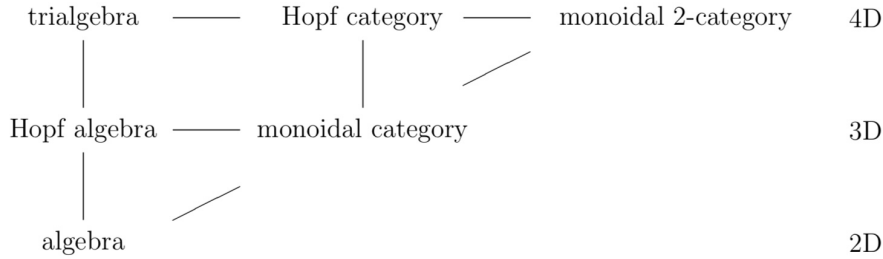 trialgebra Hopf category monoidal 2-category 4D
Hopf algebra monoidal category 3D
algebra 2D